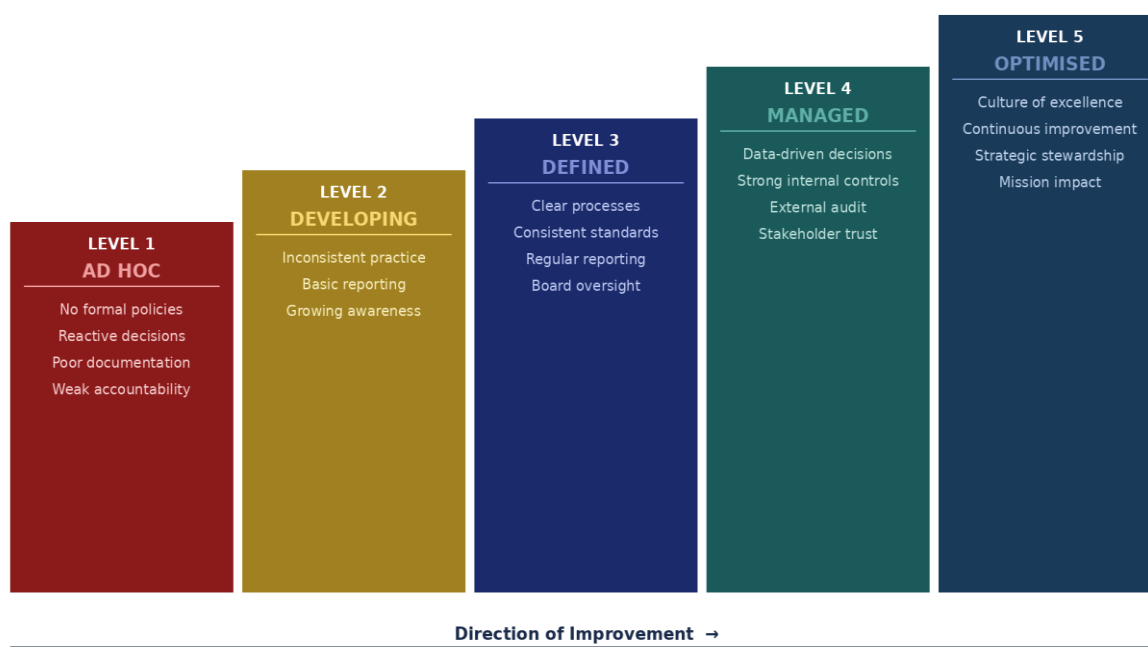 LEVEL 1
AD HOC
No formal policies
Reactive decisions
Poor documentation
Weak accountability
LEVEL 2
DEVELOPING
Inconsistent practice
Basic reporting
Growing awareness
LEVEL 3
DEFINED
Clear processes
Consistent standards
Regular reporting
Board oversight
LEVEL 4
MANAGED
Data-driven decisions
Strong internal controls
External audit
Stakeholder trust
LEVEL 5
OPTIMISED
Culture of excellence
Continuous improvement
Strategic stewardship
Mission impact
Direction of Improvement →